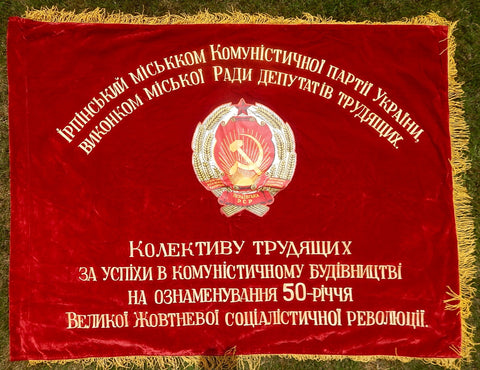 Ірпінський міськком Комуністичної партії України,
виконком міської Ради депутатів трудящих.
Колективу трудящих
за успіхи в комуністичному будівництві
на ознаменування 50-річчя
Великої Жовтневої соціалістичної революції.